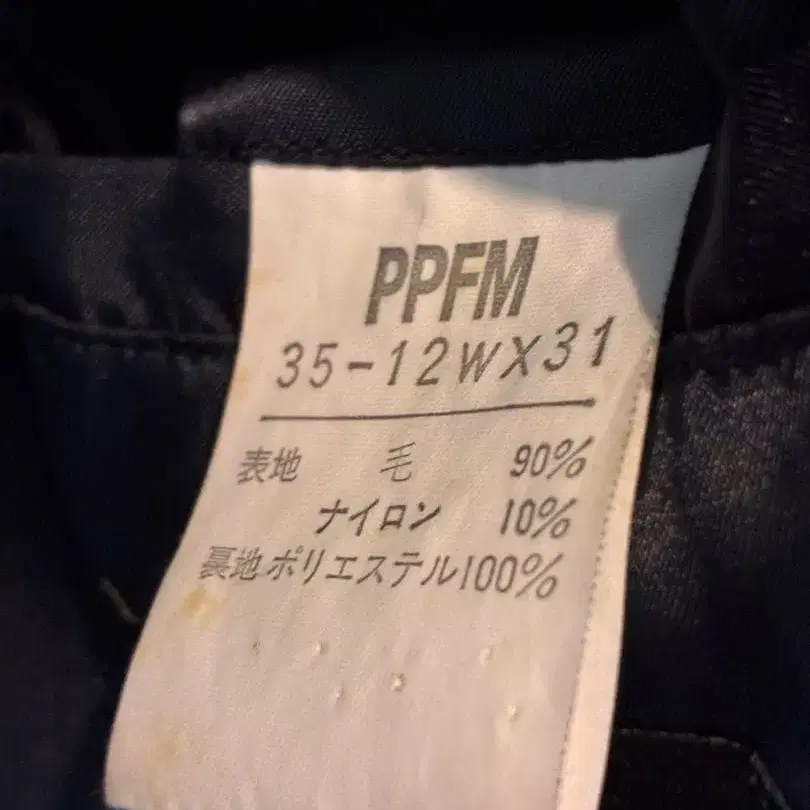 PPFM
35-12WX31
表地 毛 90%
ナイロン 10%
裏地 ポリエステル100%